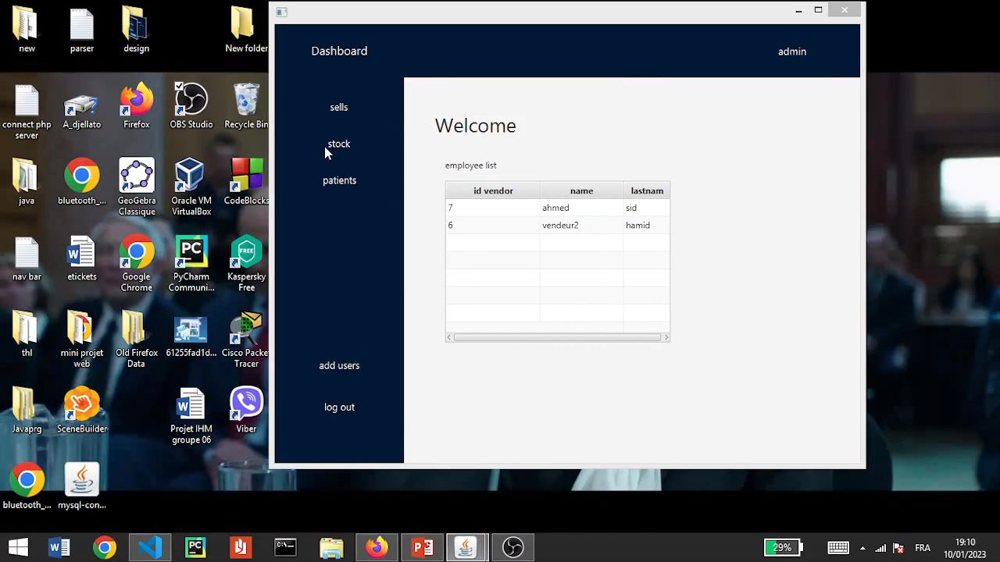 new
parser
design
New folder
connect php
server
A_djellato
Firefox
OBS Studio
Recycle Bin
java
bluetooth_...
GeoGebra
Classique
Oracle VM
VirtualBox
CodeBlocks
nav bar
etickets
Google
Chrome
PyCharm
Communi...
Kaspersky
Free
thl
mini projet
web
Old Firefox
Data
61255fad1d...
Cisco Packet
Tracer
Javaprg
SceneBuilder
Projet IHM
groupe 06
Viber
bluetooth_...
mysql-con...
Dashboard
admin
sells
stock
patients
add users
log out
Welcome
employee list
id vendor name lastnam
7 ahmed sid
6 vendeur2 hamid
29%
FRA
19:10
10/01/2023